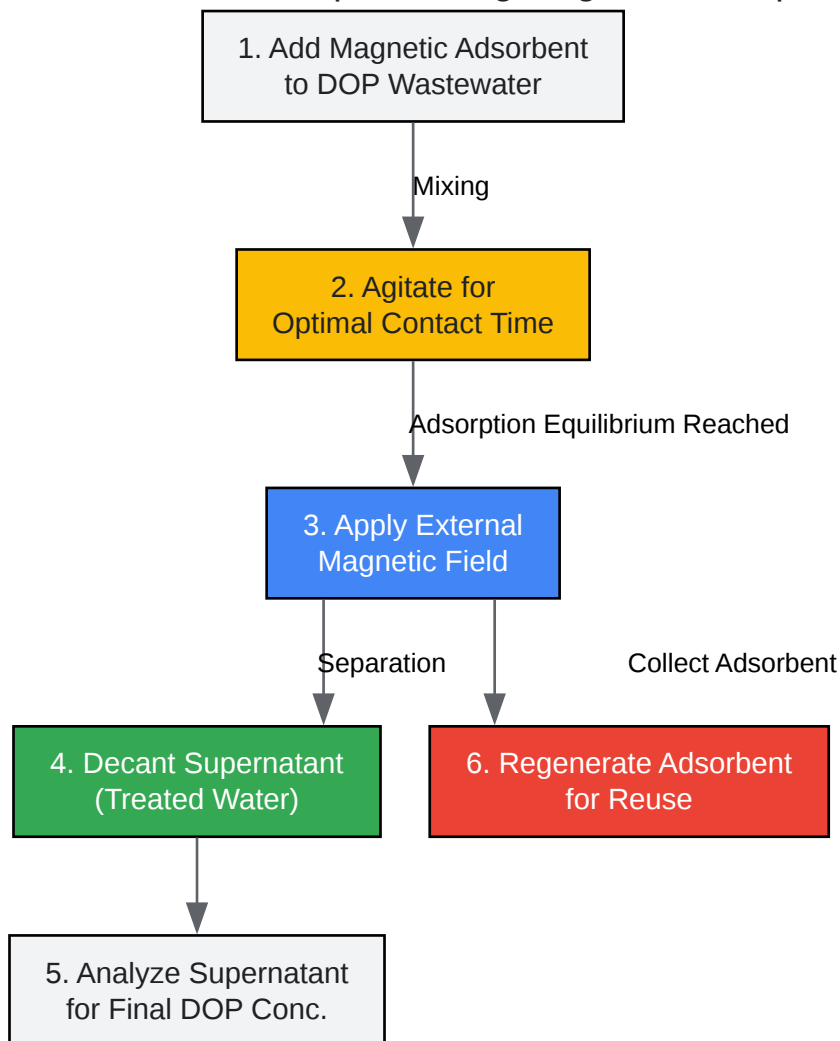 1. Add Magnetic Adsorbent
to DOP Wastewater
Mixing
2. Agitate for
Optimal Contact Time
Adsorption Equilibrium Reached
3. Apply External
Magnetic Field
Separation
Collect Adsorbent
4. Decant Supernatant
(Treated Water)
6. Regenerate Adsorbent
for Reuse
5. Analyze Supernatant
for Final DOP Conc.